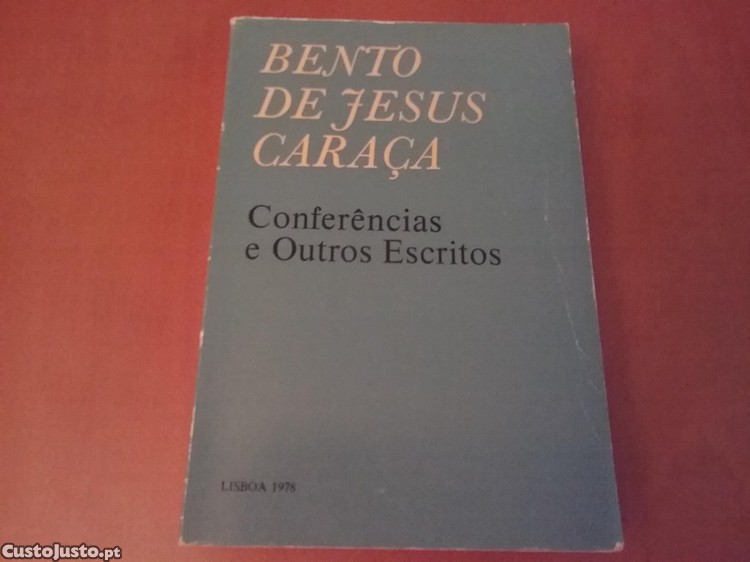 BENTO
DE JESUS
CARAÇA
Conferências
e Outros Escritos
LISBOA 1978
CustoJusto.pt